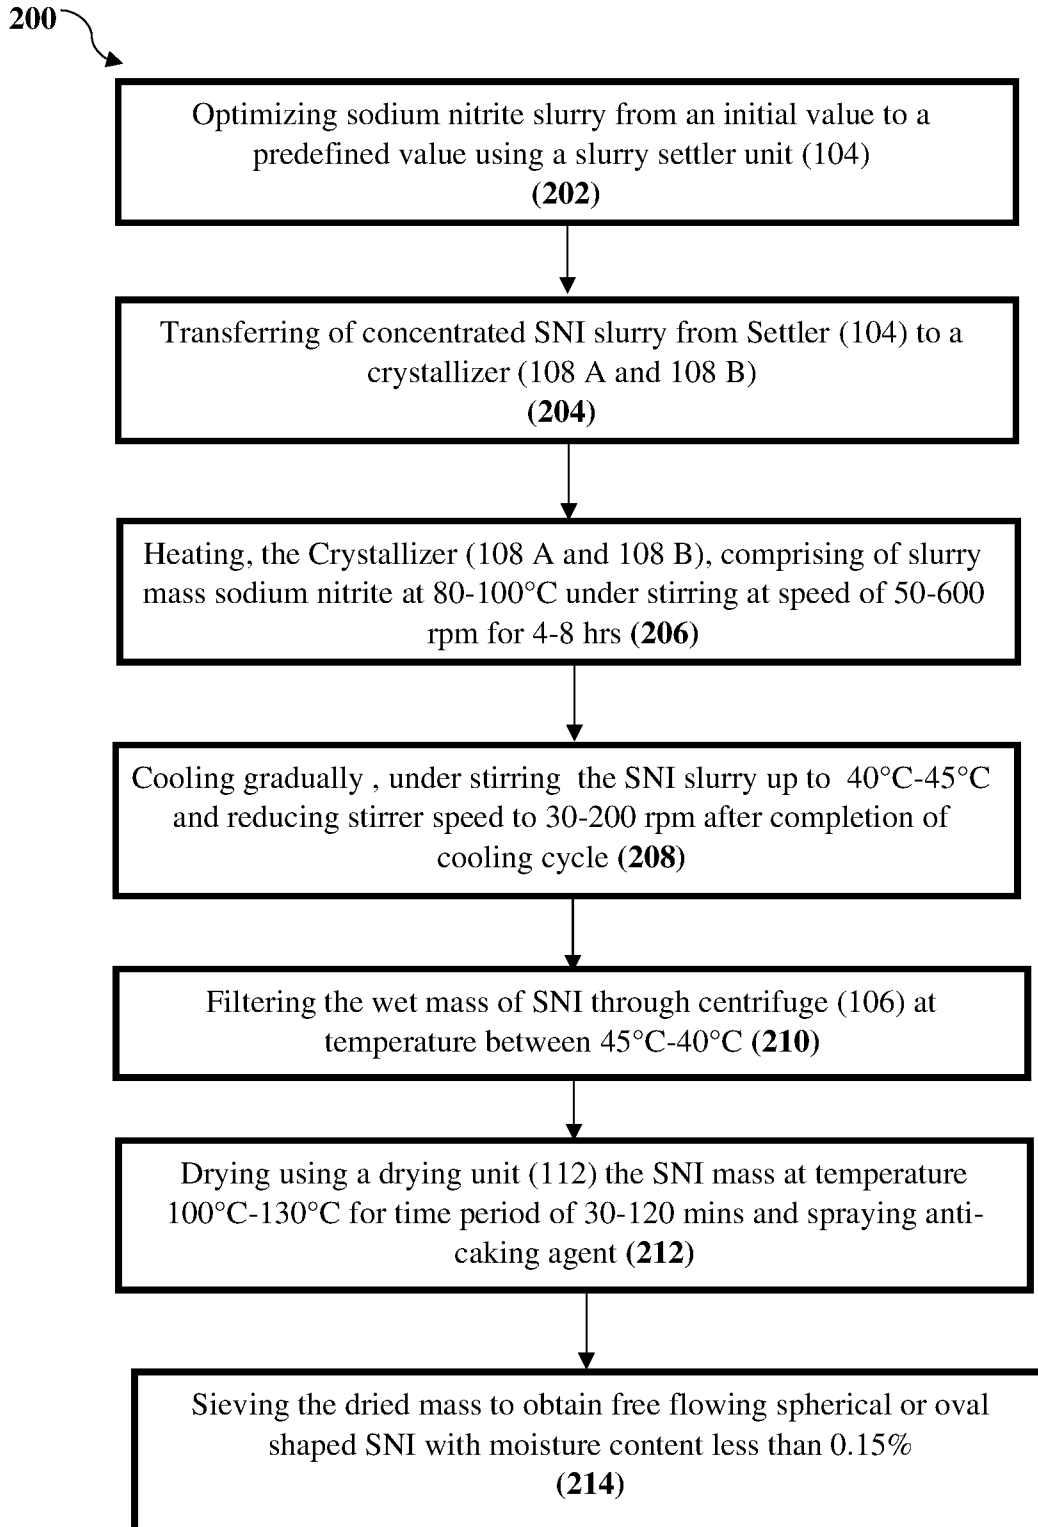 200
Optimizing sodium nitrite slurry from an initial value to a
predefined value using a slurry settler unit (104)
(202)
Transferring of concentrated SNI slurry from Settler (104) to a
crystallizer (108 A and 108 B)
(204)
Heating, the Crystallizer (108 A and 108 B), comprising of slurry
mass sodium nitrite at 80-100°C under stirring at speed of 50-600
rpm for 4-8 hrs (206)
Cooling gradually , under stirring the SNI slurry up to 40°C-45°C
and reducing stirrer speed to 30-200 rpm after completion of
cooling cycle (208)
Filtering the wet mass of SNI through centrifuge (106) at
temperature between 45°C-40°C (210)
Drying using a drying unit (112) the SNI mass at temperature
100°C-130°C for time period of 30-120 mins and spraying anti-
caking agent (212)
Sieving the dried mass to obtain free flowing spherical or oval
shaped SNI with moisture content less than 0.15%
(214)